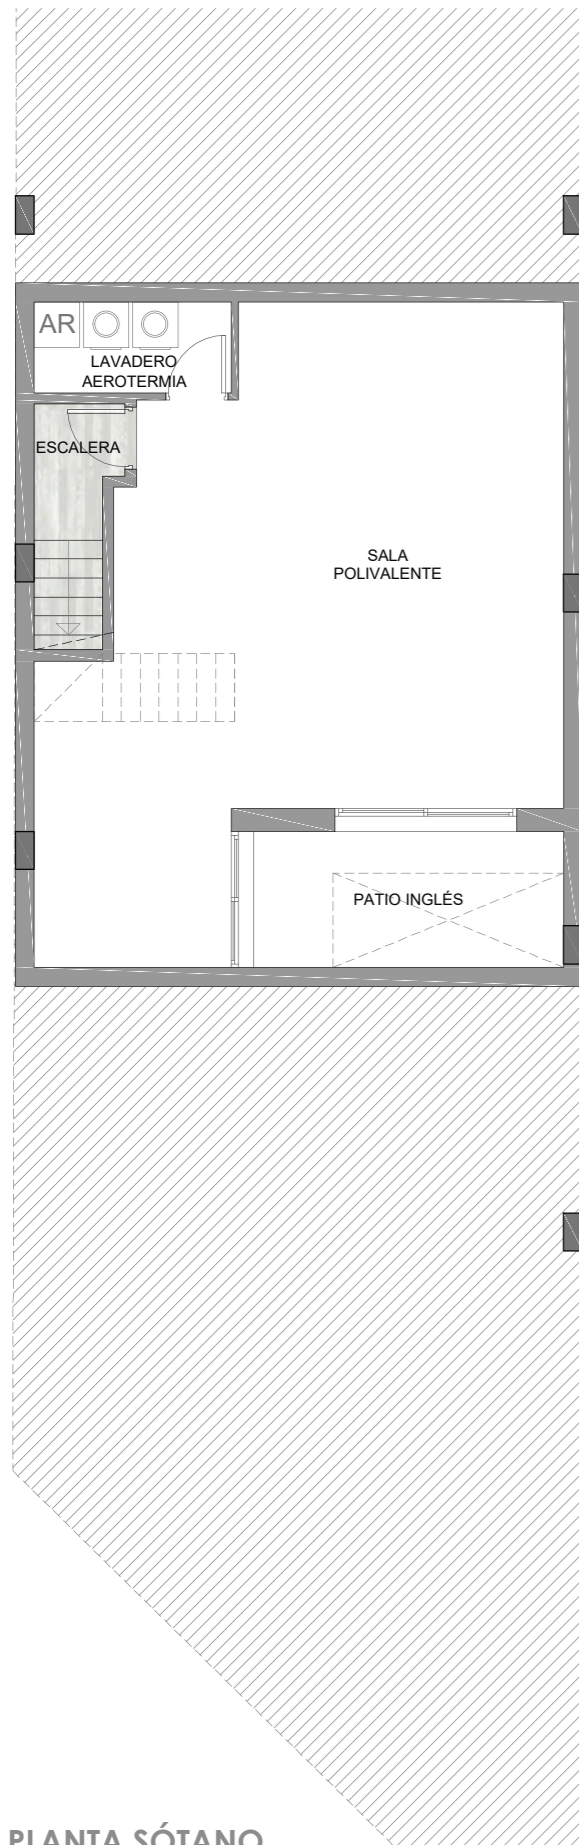 AR
LAVADERO
AEROTERMIA
ESCALERA
SALA
POLIVALENTE
PATIO INGLÉS
PLANTA SÓTANO